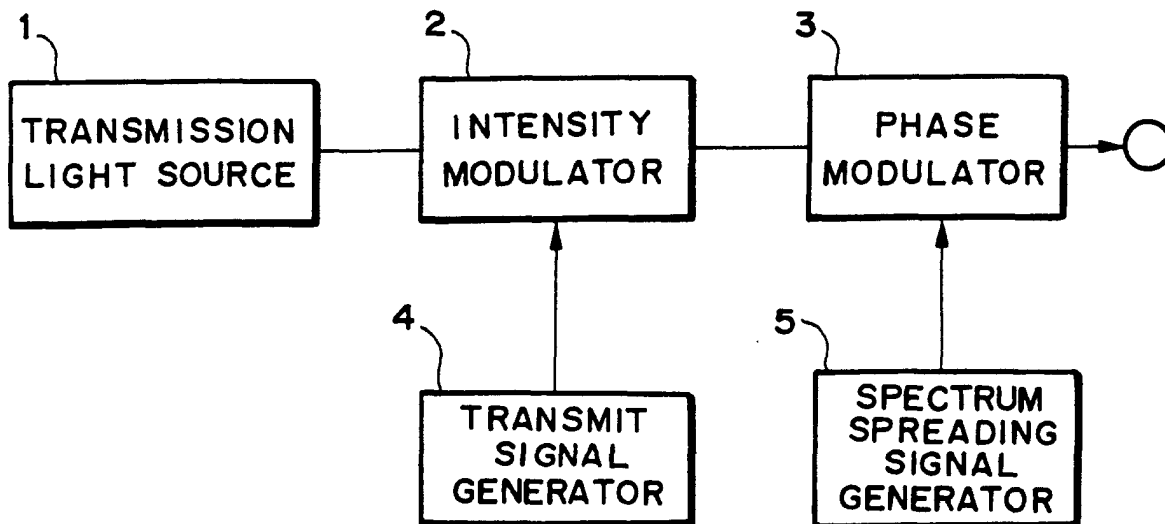 1
TRANSMISSION
LIGHT SOURCE
2
INTENSITY
MODULATOR
3
PHASE
MODULATOR
4
TRANSMIT
SIGNAL
GENERATOR
5
SPECTRUM
SPREADING
SIGNAL
GENERATOR